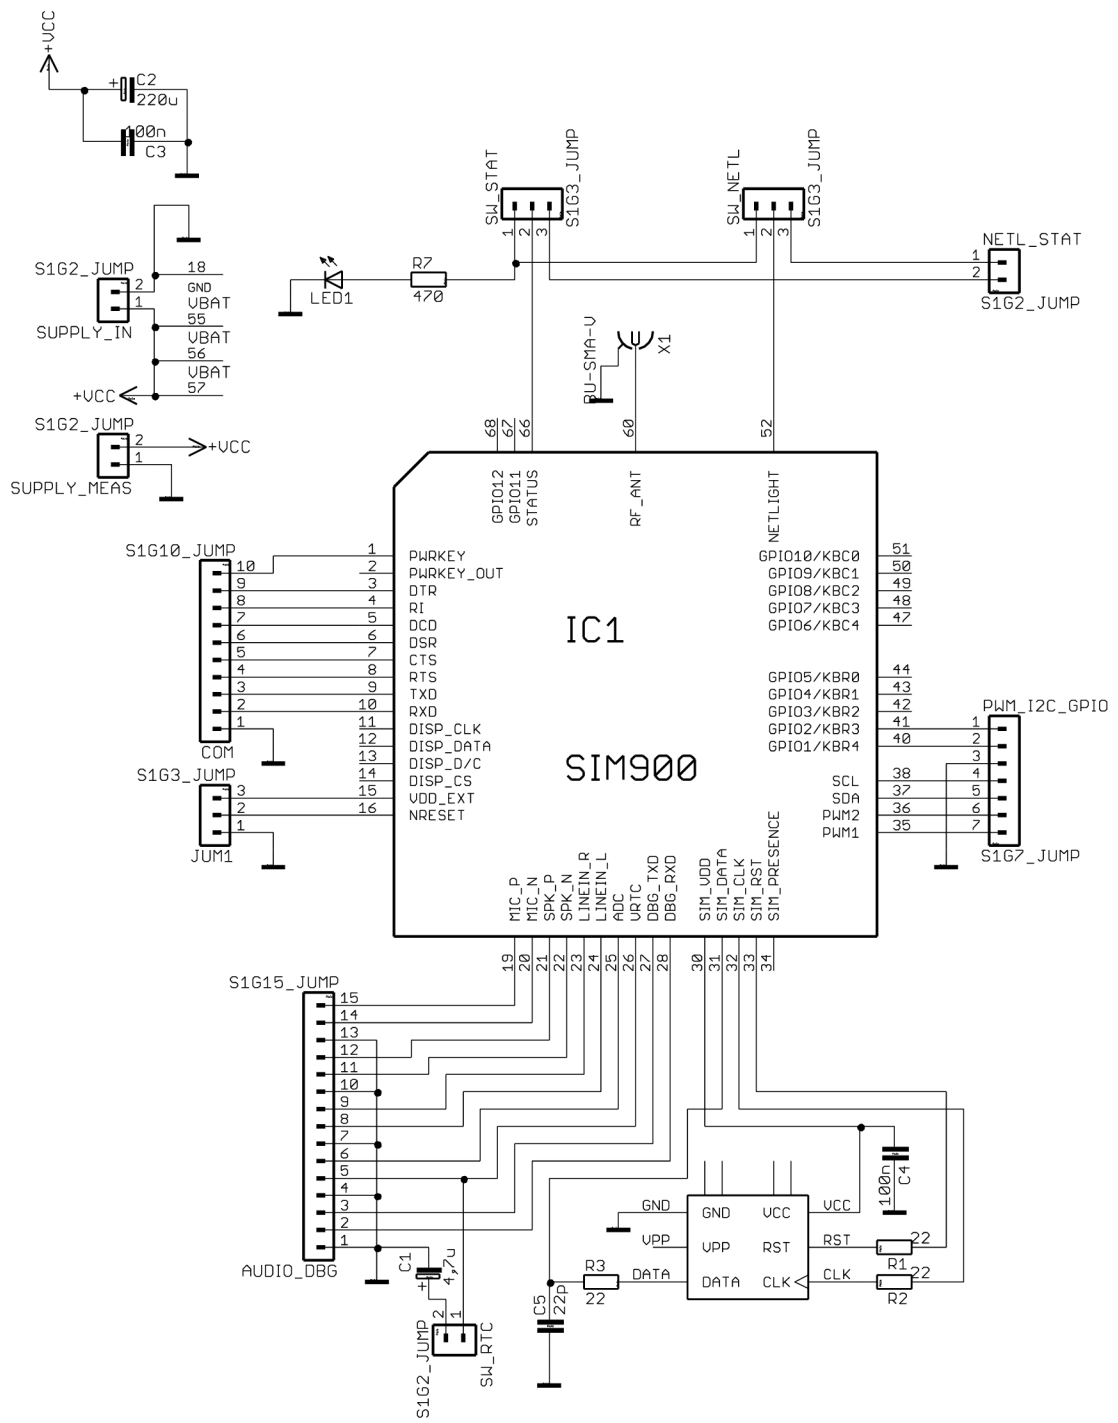 +VCC
+ C2
220u
100n
C3
SW_STAT
S1G3_JUMP
1
2
3
SW_NETL
S1G3_JUMP
1
2
3
NETL_STAT
1
2
S1G2_JUMP
S1G2_JUMP
2
1
SUPPLY_IN
18
GND
VBAT
55
VBAT
56
VBAT
57
+VCC
LED1
R7
470
BU-SMA-V
X1
S1G2_JUMP
2
1
+VCC
SUPPLY_MEAS
68
67
66
60
52
GPIO12
GPIO11
STATUS
RF_ANT
NETLIGHT
S1G10_JUMP
10
9
8
7
6
5
4
3
2
1
COM
1 PWRKEY
2 PWRKEY_OUT
3 DTR
4 RI
5 DCD
6 DSR
7 CTS
8 RTS
9 TXD
10 RXD
11 DISP_CLK
12 DISP_DATA
13 DISP_D/C
14 DISP_CS
15 VDD_EXT
16 NRESET
S1G3_JUMP
3
2
1
JUM1
IC1
SIM900
GPIO10/KBC0 51
GPIO9/KBC1 50
GPIO8/KBC2 49
GPIO7/KBC3 48
GPIO6/KBC4 47
GPIO5/KBR0 44
GPIO4/KBR1 43
GPIO3/KBR2 42
GPIO2/KBR3 41
GPIO1/KBR4 40
SCL 38
SDA 37
PWM2 36
PWM1 35
PWM_I2C_GPIO
1
2
3
4
5
6
7
S1G7_JUMP
MIC_P
MIC_N
SPK_P
SPK_N
LINEIN_R
LINEIN_L
ADC
VRTC
DBG_TXD
DBG_RXD
SIM_VDD
SIM_DATA
SIM_CLK
SIM_RST
SIM_PRESENCE
19
20
21
22
23
24
25
26
27
28
30
31
32
33
34
S1G15_JUMP
15
14
13
12
11
10
9
8
7
6
5
4
3
2
1
AUDIO_DBG
C1
+
4,7u
2
1
S1G2_JUMP
SW_RTC
C5
22p
R3
22
GND
VPP
DATA
GND
VPP
DATA
VCC
RST
CLK
VCC
RST
CLK
100n
C4
22
R1
22
R2